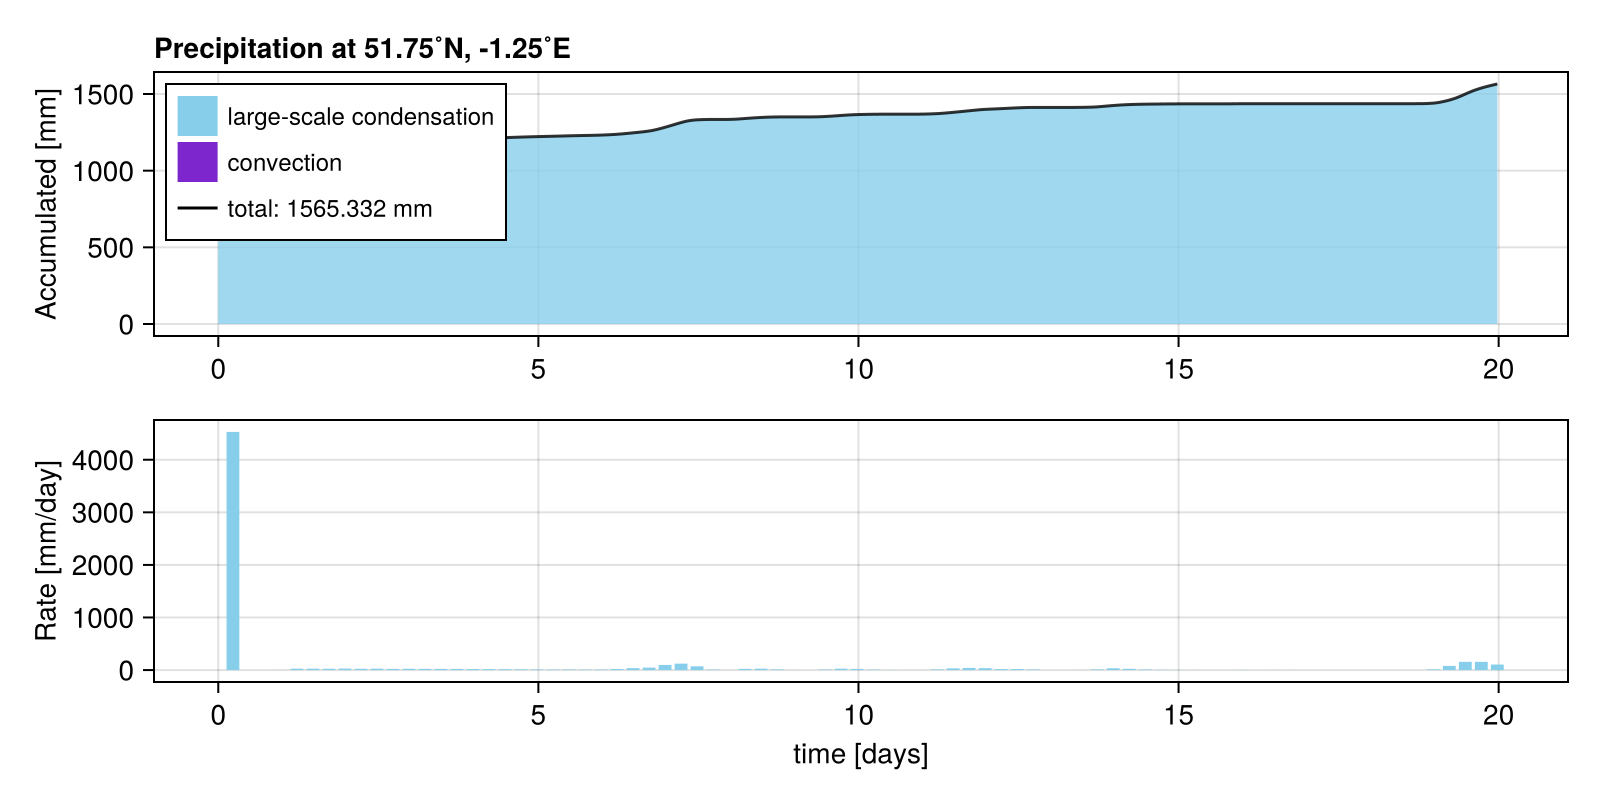 Precipitation at 51.75˚N, -1.25˚E
Accumulated [mm]
1500
1000
500
0
large-scale condensation
convection
total: 1565.332 mm
0 5 10 15 20
Rate [mm/day]
4000
3000
2000
1000
0
0 5 10 15 20
time [days]